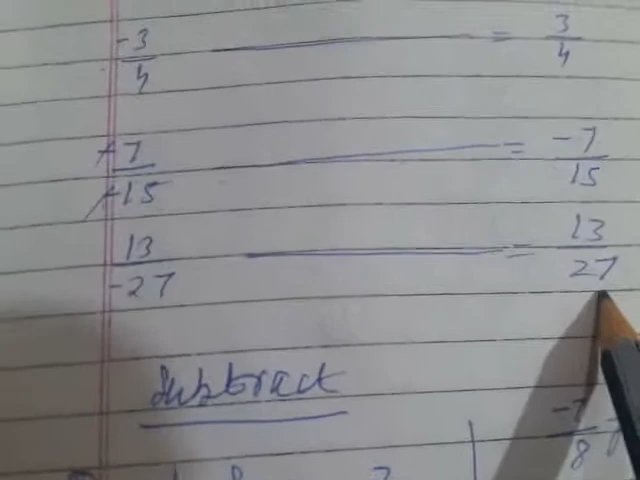 -3/4 = 3/4
-7/-15 = -7/15
13/-27 = 13/27
Subtract
-7/8